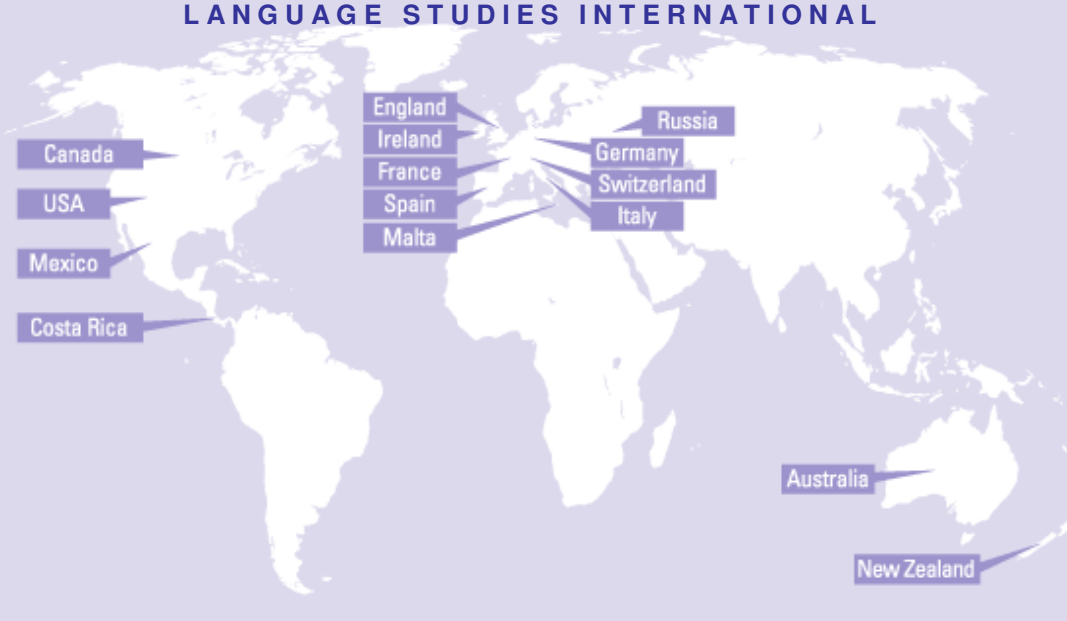 LANGUAGE STUDIES INTERNATIONAL
England
Ireland
France
Spain
Malta
Russia
Germany
Switzerland
Italy
Canada
USA
Mexico
Costa Rica
Australia
New Zealand